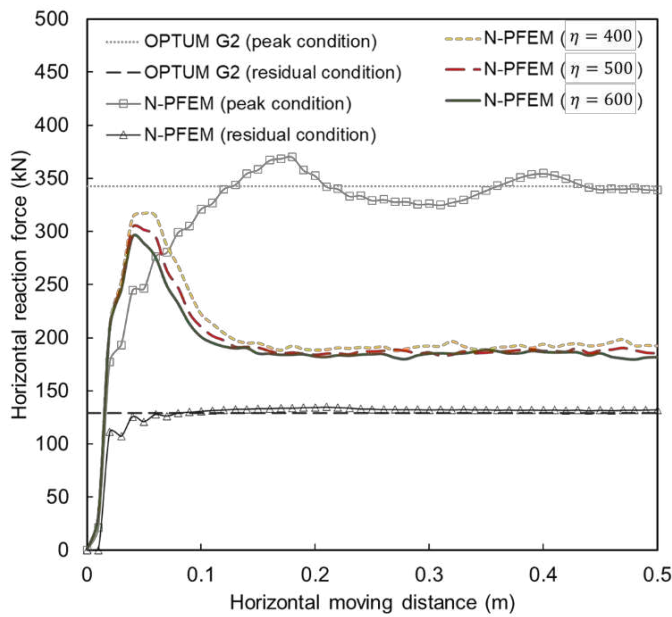 500
450
400
350
300
250
200
150
100
50
0
Horizontal reaction force (kN)
OPTUM G2 (peak condition)
OPTUM G2 (residual condition)
N-PFEM (peak condition)
N-PFEM (residual condition)
N-PFEM (η = 400)
N-PFEM (η = 500)
N-PFEM (η = 600)
0 0.1 0.2 0.3 0.4 0.5
Horizontal moving distance (m)